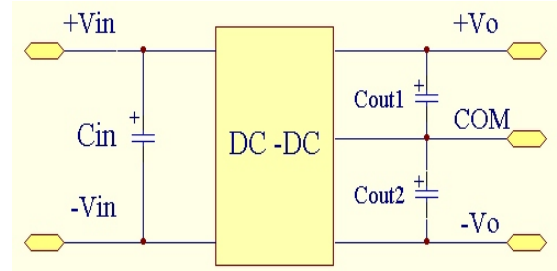 +Vin
+Vo
+
Cout1
+
COM
Cin
DC -DC
+
Cout2
-Vin
-Vo